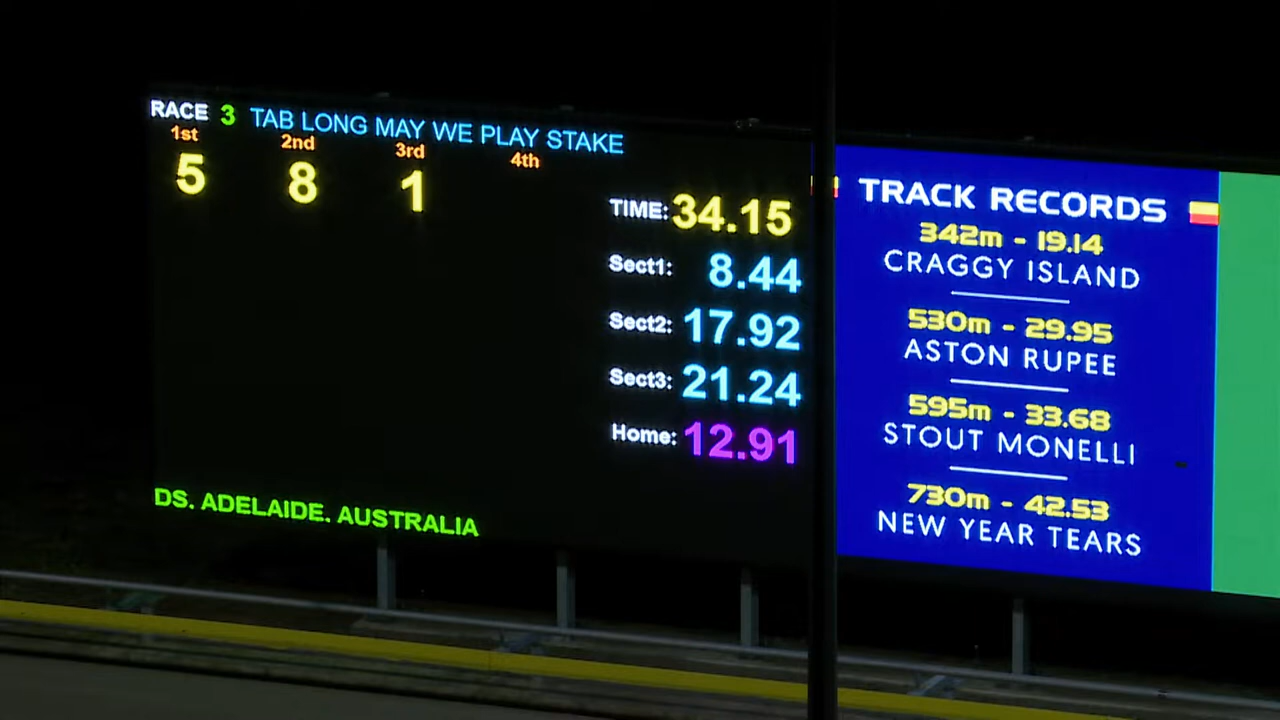 RACE 3 TAB LONG MAY WE PLAY STAKE
1st 2nd 3rd 4th
5 8 1
TIME: 34.15
Sect1: 8.44
Sect2: 17.92
Sect3: 21.24
Home: 12.91
DS. ADELAIDE. AUSTRALIA
TRACK RECORDS
342m - 19.14
CRAGGY ISLAND
530m - 29.95
ASTON RUPEE
595m - 33.68
STOUT MONELLI
730m - 42.53
NEW YEAR TEARS